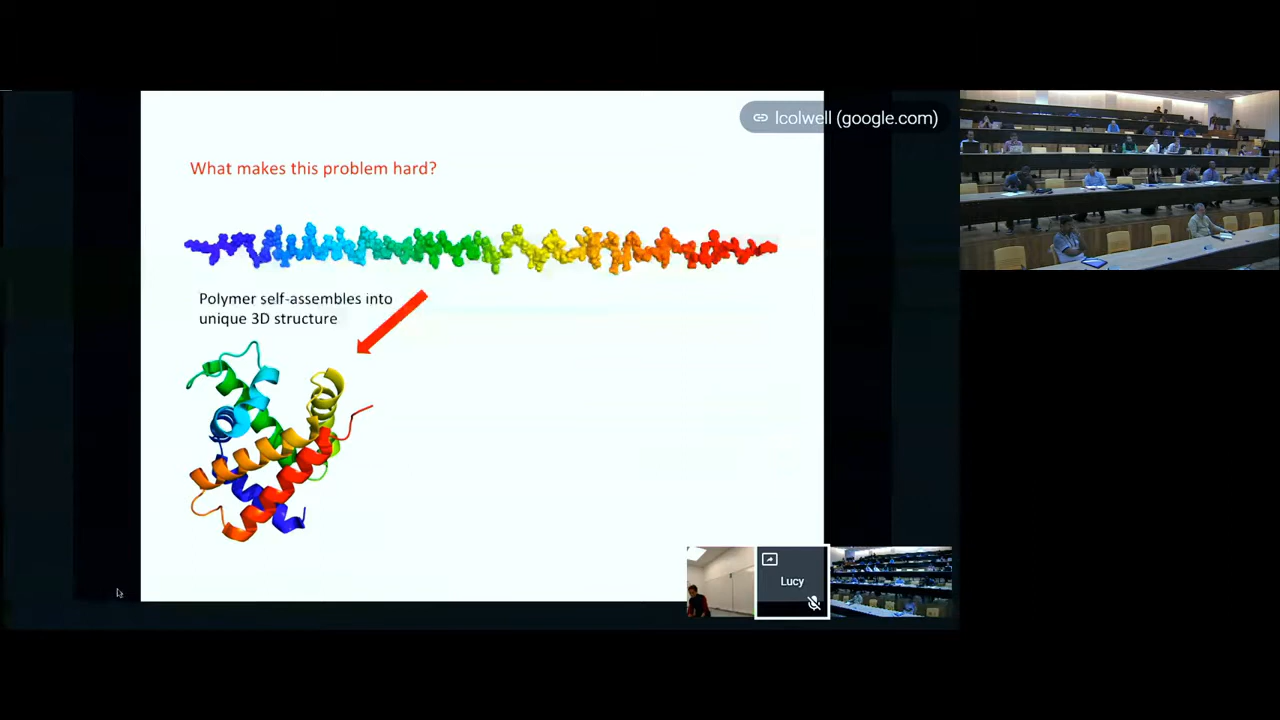 lcolwell (google.com)
What makes this problem hard?
Polymer self-assembles into
unique 3D structure
Lucy